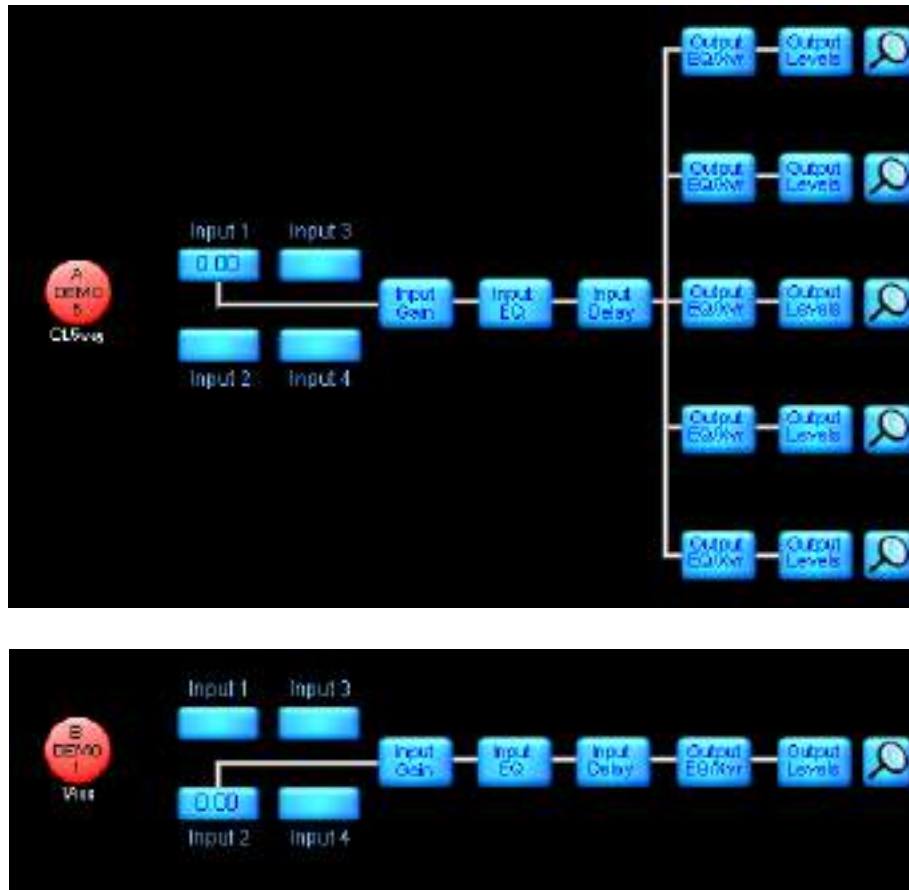 Output
EQ/Xvr
Output
Levels
Output
EQ/Xvr
Output
Levels
Input 1
Input 3
0.00
A
DEMO
5
Input
Gain
Input
EQ
Input
Delay
Output
EQ/Xvr
Output
Levels
Input 2
Input 4
Output
EQ/Xvr
Output
Levels
Output
EQ/Xvr
Output
Levels
Input 1
Input 3
B
DEMO
1
Input
Gain
Input
EQ
Input
Delay
Output
EQ/Xvr
Output
Levels
0.00
Input 2
Input 4